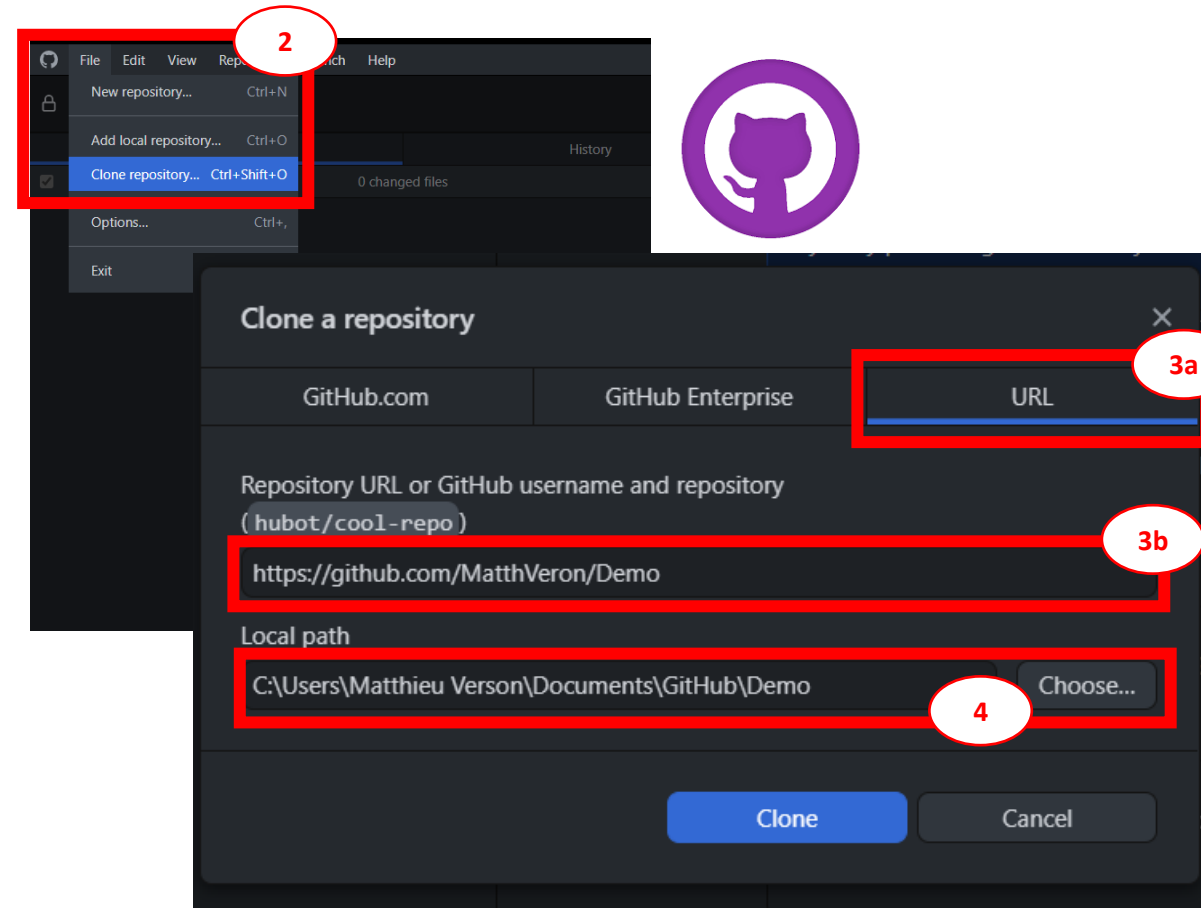 2
File Edit View Help
New repository... Ctrl+N
Add local repository... Ctrl+O
History
Clone repository... Ctrl+Shift+O
0 changed files
Options... Ctrl+,
Exit
Clone a repository
3a
GitHub.com GitHub Enterprise URL
Repository URL or GitHub username and repository
(hubot/cool-repo)
3b
https://github.com/MatthVeron/Demo
Local path
C:\Users\Matthieu Verson\Documents\GitHub\Demo Choose...
4
Clone Cancel